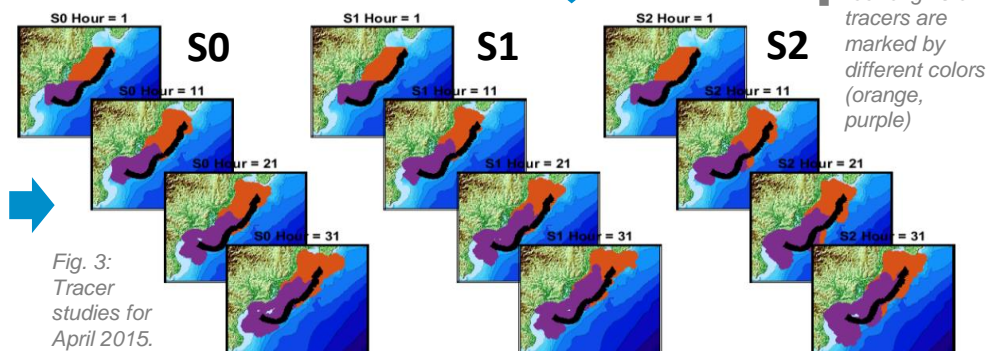 S0 Hour = 1
S0
S0 Hour = 11
S0 Hour = 21
S0 Hour = 31
S1 Hour = 1
S1
S1 Hour = 11
S1 Hour = 21
S1 Hour = 31
S2 Hour = 1
S2
S2 Hour = 11
S2 Hour = 21
S2 Hour = 31
tracers are
marked by
different colors
(orange,
purple)
Fig. 3:
Tracer
studies for
April 2015.